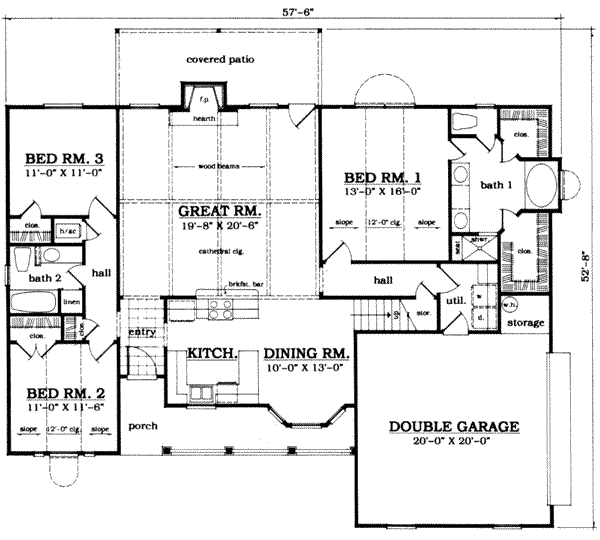 57'-6"
covered patio
f.p.
hearth
clos.
BED RM. 3
11'-0" X 11'-0"
wood beams
BED RM. 1
13'-0" X 16'-0"
bath 1
GREAT RM.
19'-8" X 20'-6"
clos.
h/ac
slope 12'-0" clg. slope
cathedral clg.
seat
shwr
clos.
52'-8"
bath 2
hall
linen
brkfst. bar
hall
util.
w
d.
w.h.
storage
up
stor.
clos.
entry
KITCH.
DINING RM.
10'-0" X 13'-0"
BED RM. 2
11'-0" X 11'-6"
slope 12'-0" clg. slope
porch
DOUBLE GARAGE
20'-0" X 20'-0"